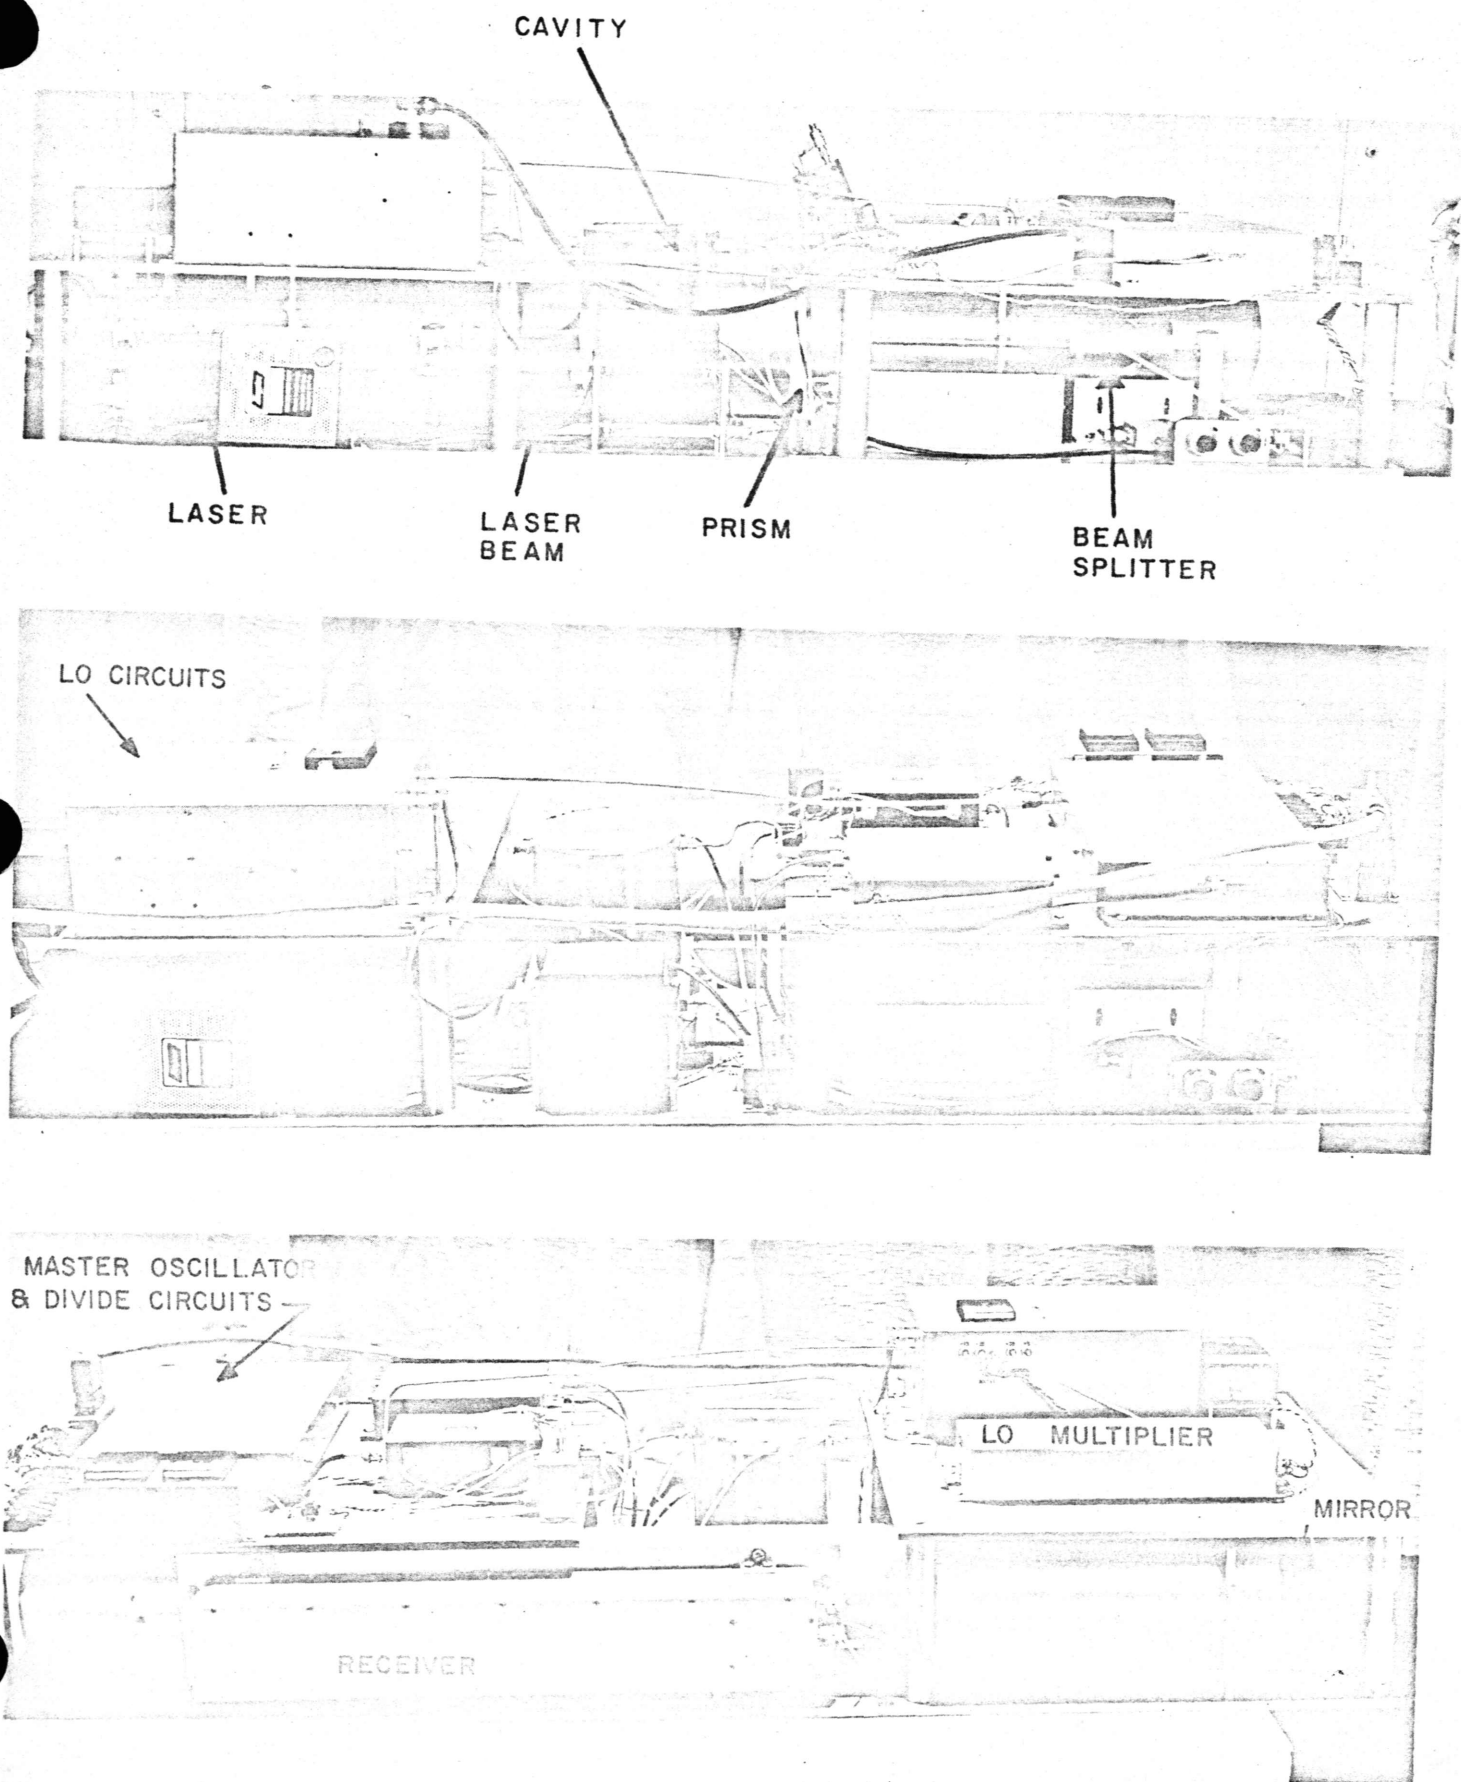 CAVITY
LASER
LASER
BEAM
PRISM
BEAM
SPLITTER
LO CIRCUITS
MASTER OSCILLATOR
& DIVIDE CIRCUITS
LO MULTIPLIER
MIRROR
RECEIVER